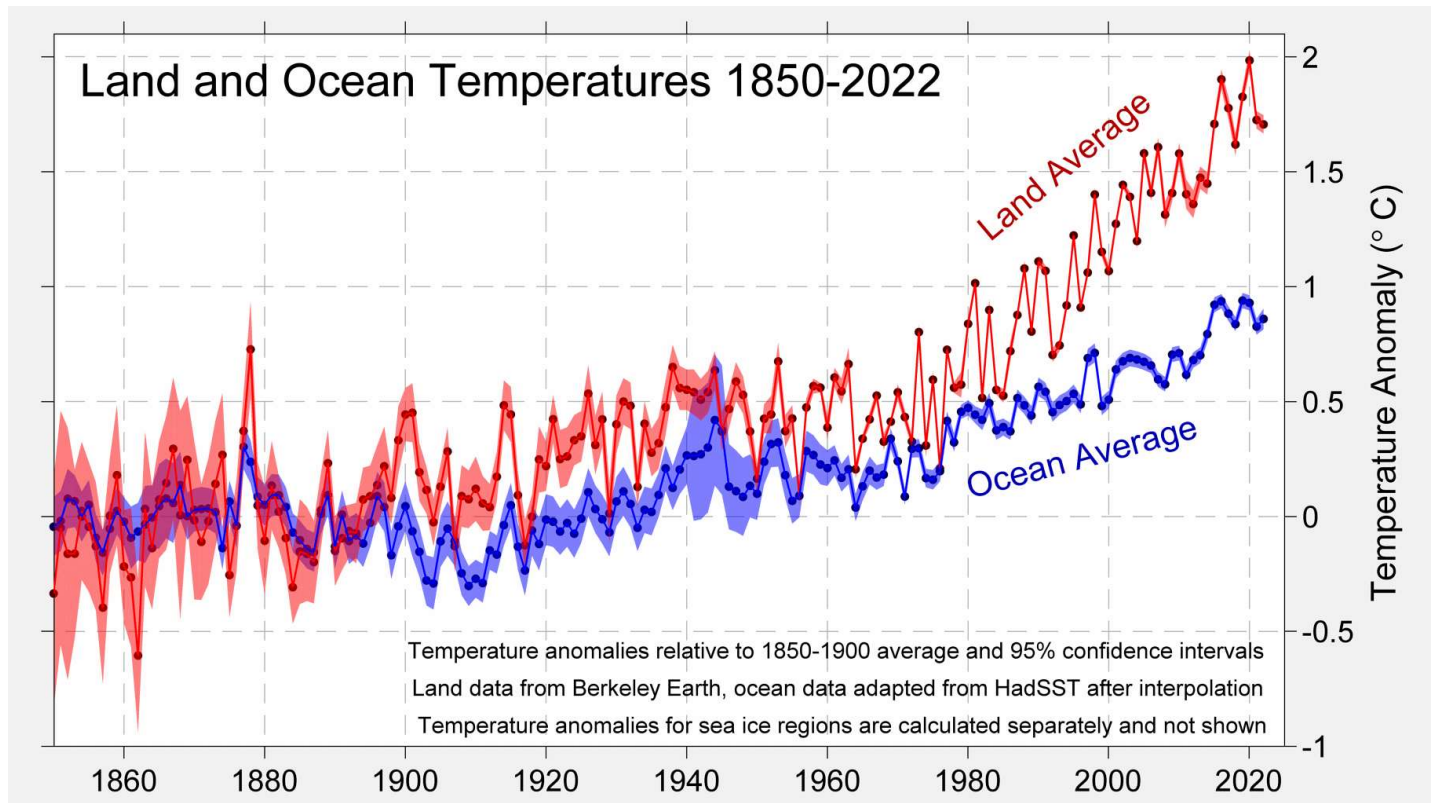 Land and Ocean Temperatures 1850-2022
Land Average
Ocean Average
Temperature anomalies relative to 1850-1900 average and 95% confidence intervals
Land data from Berkeley Earth, ocean data adapted from HadSST after interpolation
Temperature anomalies for sea ice regions are calculated separately and not shown
2
1.5
1
0.5
0
-0.5
-1
Temperature Anomaly (° C)
1860 1880 1900 1920 1940 1960 1980 2000 2020